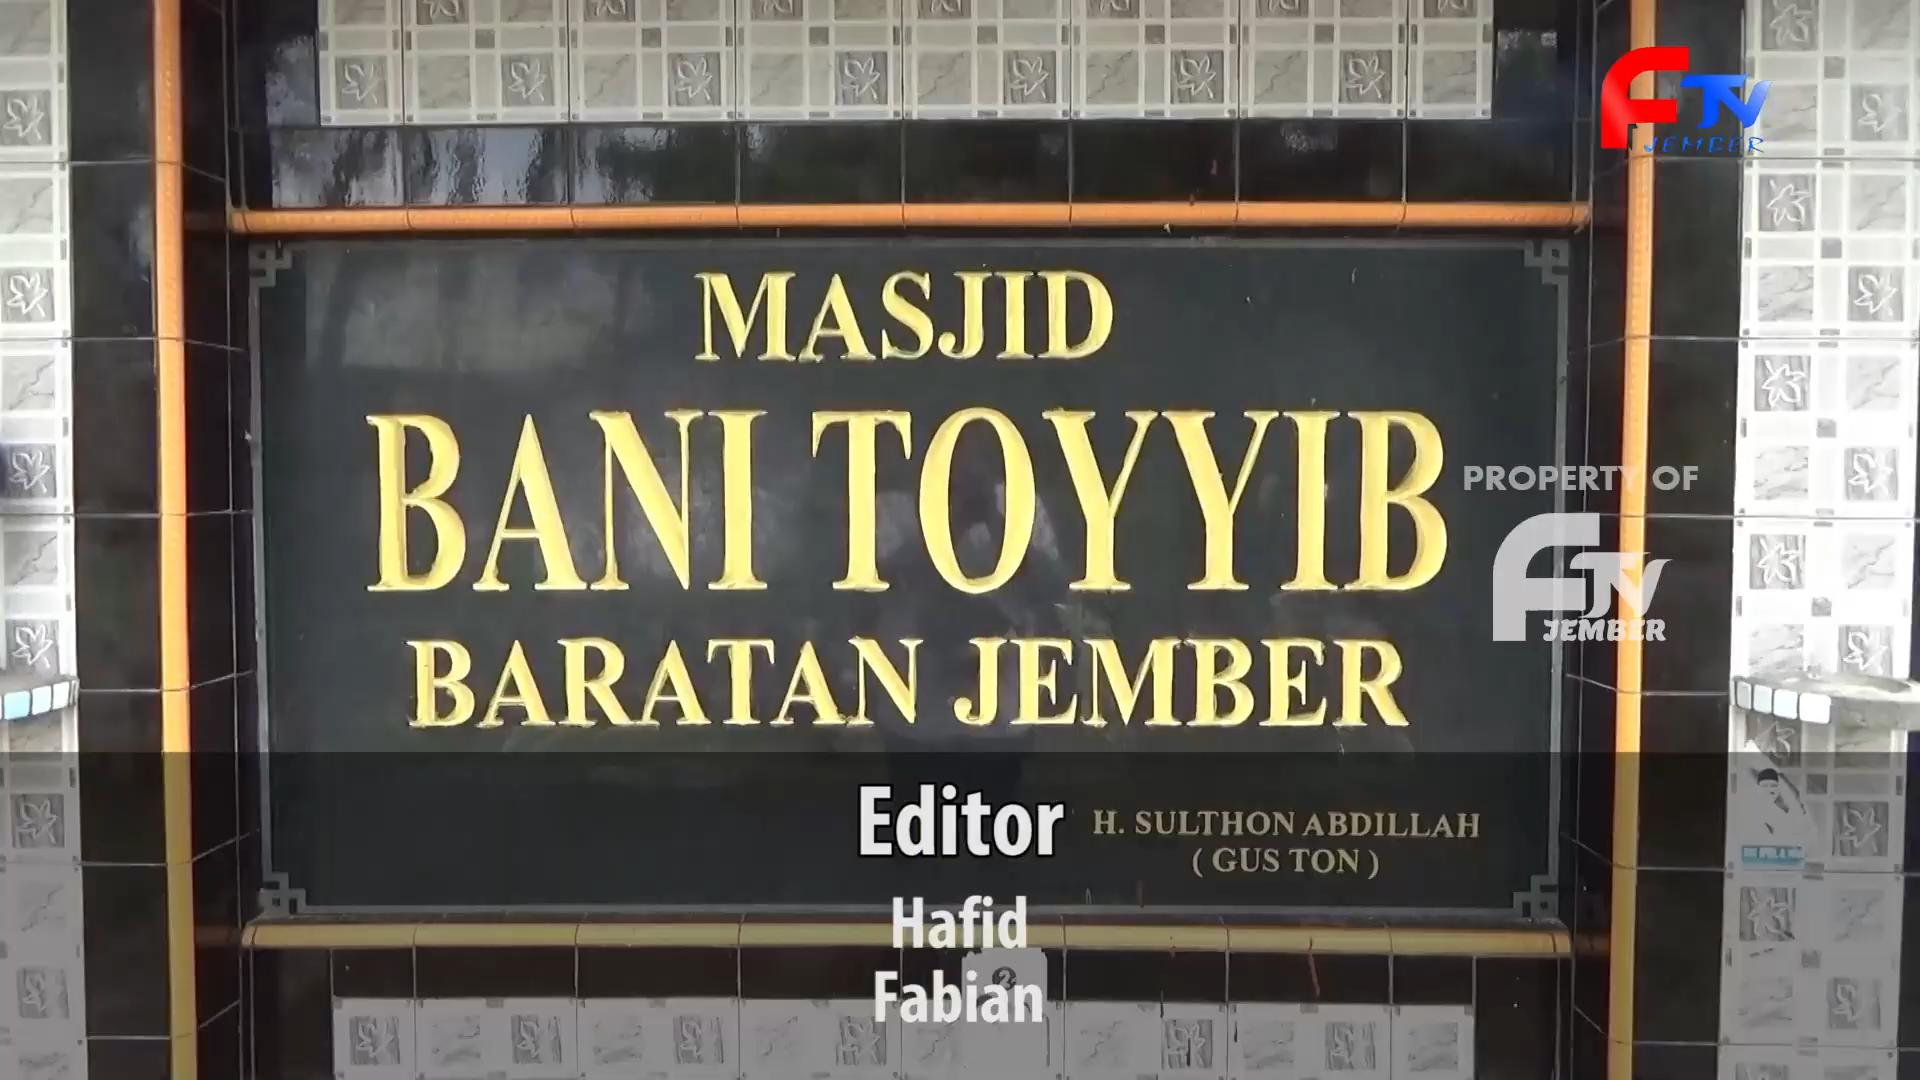 FTV
JEMBER
MASJID
BANI TOYYIB
BARATAN JEMBER
PROPERTY OF
FTV
JEMBER
H. SULTHON ABDILLAH
( GUS TON )
Editor
Hafid
Fabian